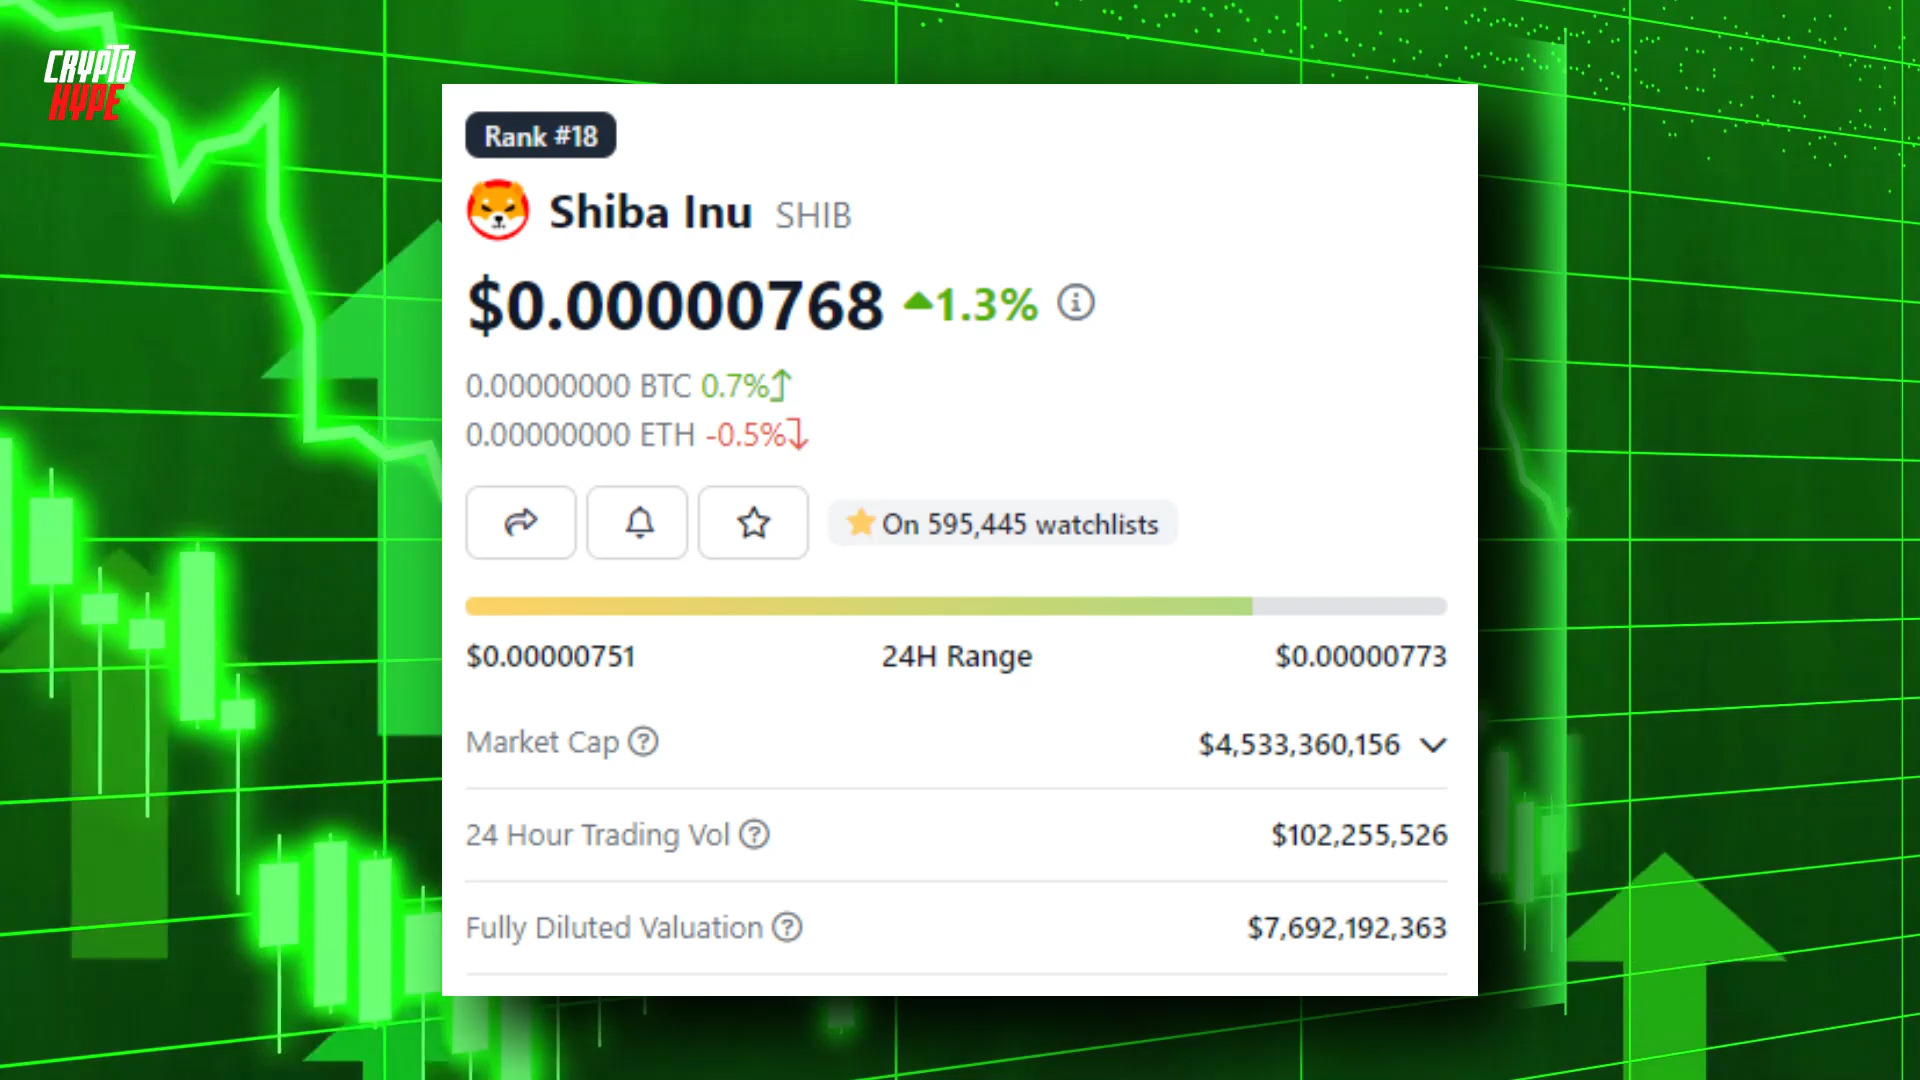 CRYPTO
HYPE
Rank #18
Shiba Inu SHIB
$0.00000768 1.3%
0.00000000 BTC 0.7%
0.00000000 ETH -0.5%
On 595,445 watchlists
$0.00000751 24H Range $0.00000773
Market Cap $4,533,360,156
24 Hour Trading Vol $102,255,526
Fully Diluted Valuation $7,692,192,363